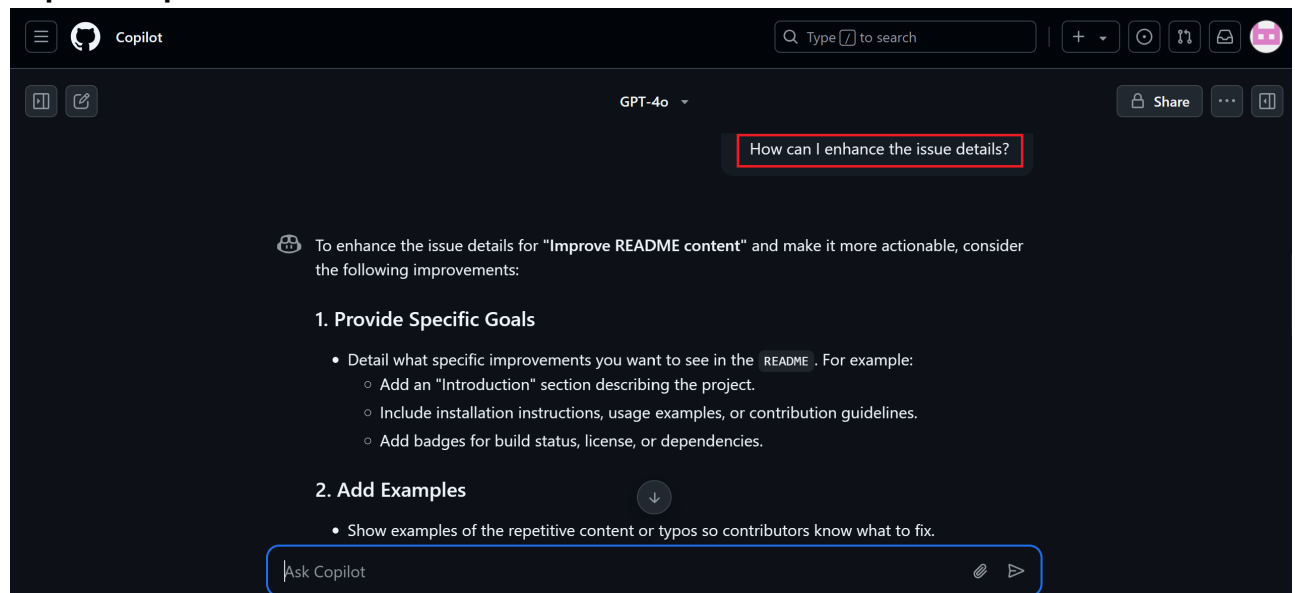 Copilot
Type / to search
GPT-4o
Share
How can I enhance the issue details?
To enhance the issue details for "Improve README content" and make it more actionable, consider
the following improvements:
1. Provide Specific Goals
• Detail what specific improvements you want to see in the README . For example:
◦ Add an "Introduction" section describing the project.
◦ Include installation instructions, usage examples, or contribution guidelines.
◦ Add badges for build status, license, or dependencies.
2. Add Examples
• Show examples of the repetitive content or typos so contributors know what to fix.
Ask Copilot